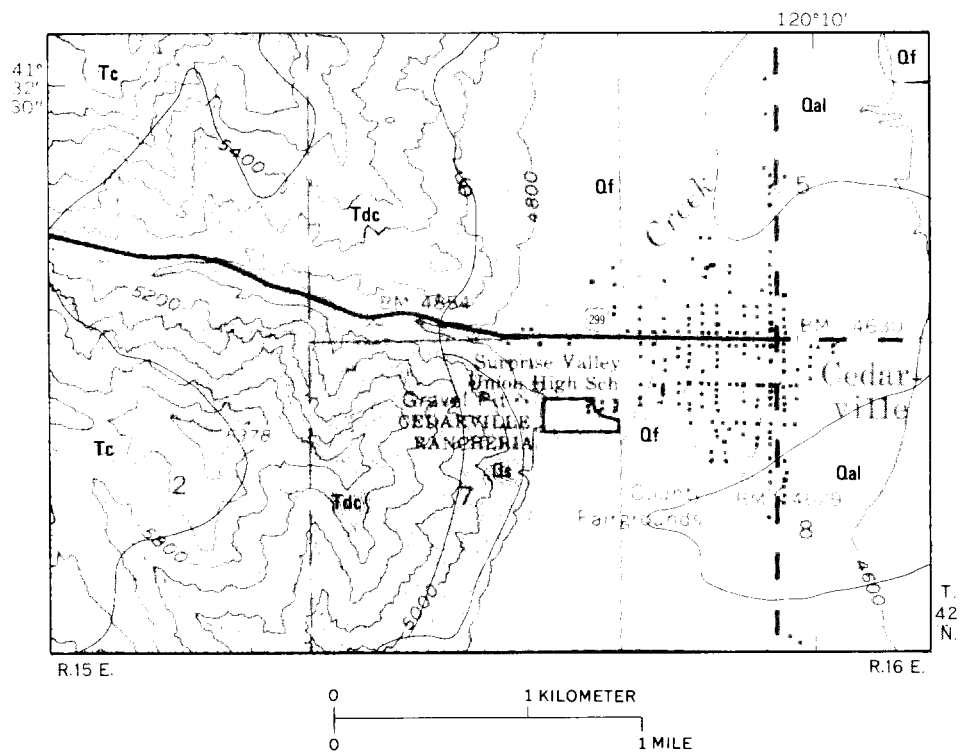 120°10'
41°
32'
30"
Tc
Qf
Qal
5400
6
4800
Qf
5
Tdc
Creek
5200
BM 4884
299
BM 4639
Surprise Valley
Union High Sch
Cedar-
ville
Gravel Pit
CEDARVILLE
RANCHERIA
Qf
Tc
2
Qs
7
Qal
Tdc
County
Fairgrounds
8
5800
5000
4600
T.
42
N.
R.15 E.
R.16 E.
0 1 KILOMETER
0 1 MILE